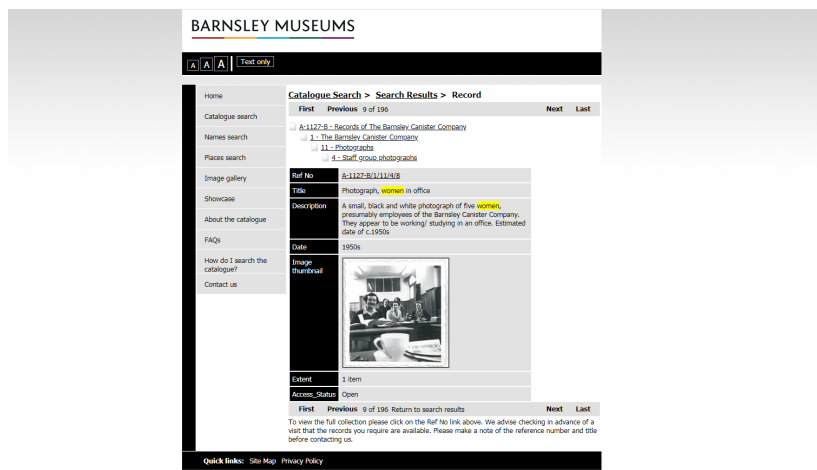 BARNSLEY MUSEUMS
A A A Text only
Home
Catalogue search
Names search
Places search
Image gallery
Showcase
About the catalogue
FAQs
How do I search the
catalogue?
Contact us
Catalogue Search > Search Results > Record
First Previous 9 of 196 Next Last
A-1127-B - Records of The Barnsley Canister Company
1 - The Barnsley Canister Company
11 - Photographs
4 - Staff group photographs
Ref No A-1127-B/1/11/4/8
Title Photograph, women in office
Description A small, black and white photograph of five women,
presumably employees of the Barnsley Canister Company.
They appear to be working/ studying in an office. Estimated
date of c.1950s
Date 1950s
Image
thumbnail
Extent 1 item
Access_Status Open
First Previous 9 of 196 Return to search results Next Last
To view the full collection please click on the Ref No link above. We advise checking in advance of a
visit that the records you require are available. Please make a note of the reference number and title
before contacting us.
Quick links: Site Map Privacy Policy